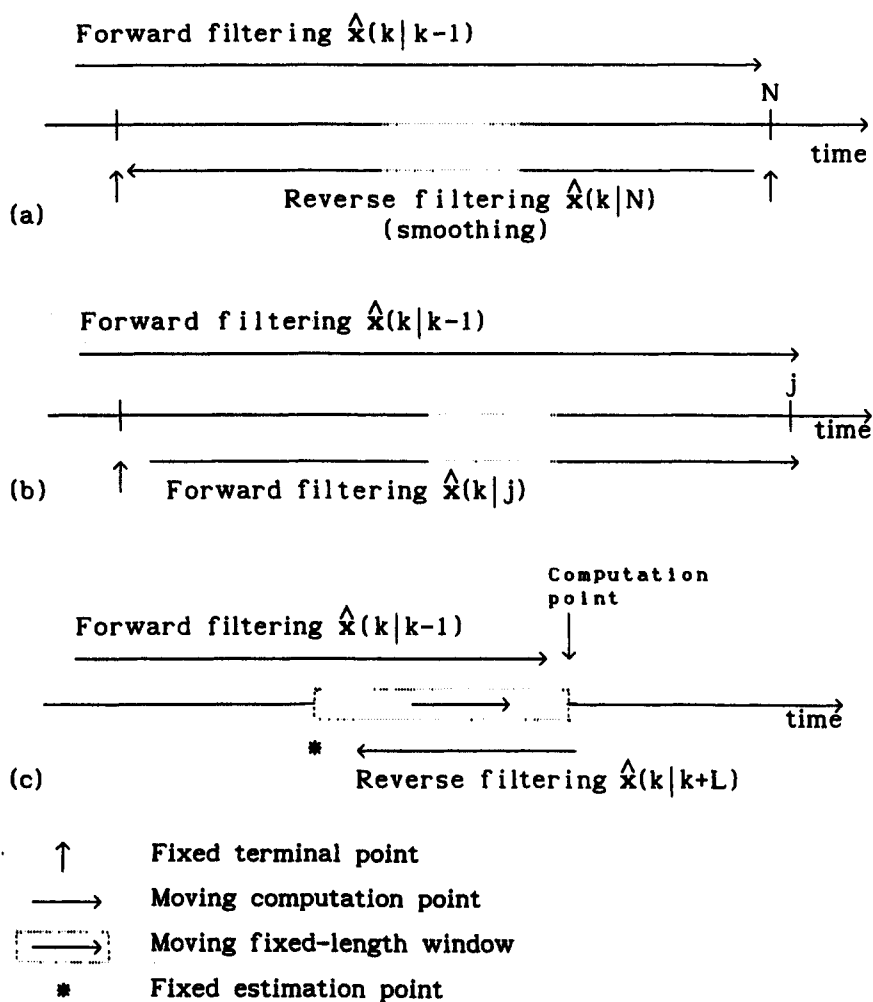 Forward filtering x̂(k|k-1)
N
time
Reverse filtering x̂(k|N)
(smoothing)
(a)
Forward filtering x̂(k|k-1)
j
time
(b)
Forward filtering x̂(k|j)
Computation
point
Forward filtering x̂(k|k-1)
time
*
(c)
Reverse filtering x̂(k|k+L)
↑ Fixed terminal point
→ Moving computation point
→ Moving fixed-length window
* Fixed estimation point